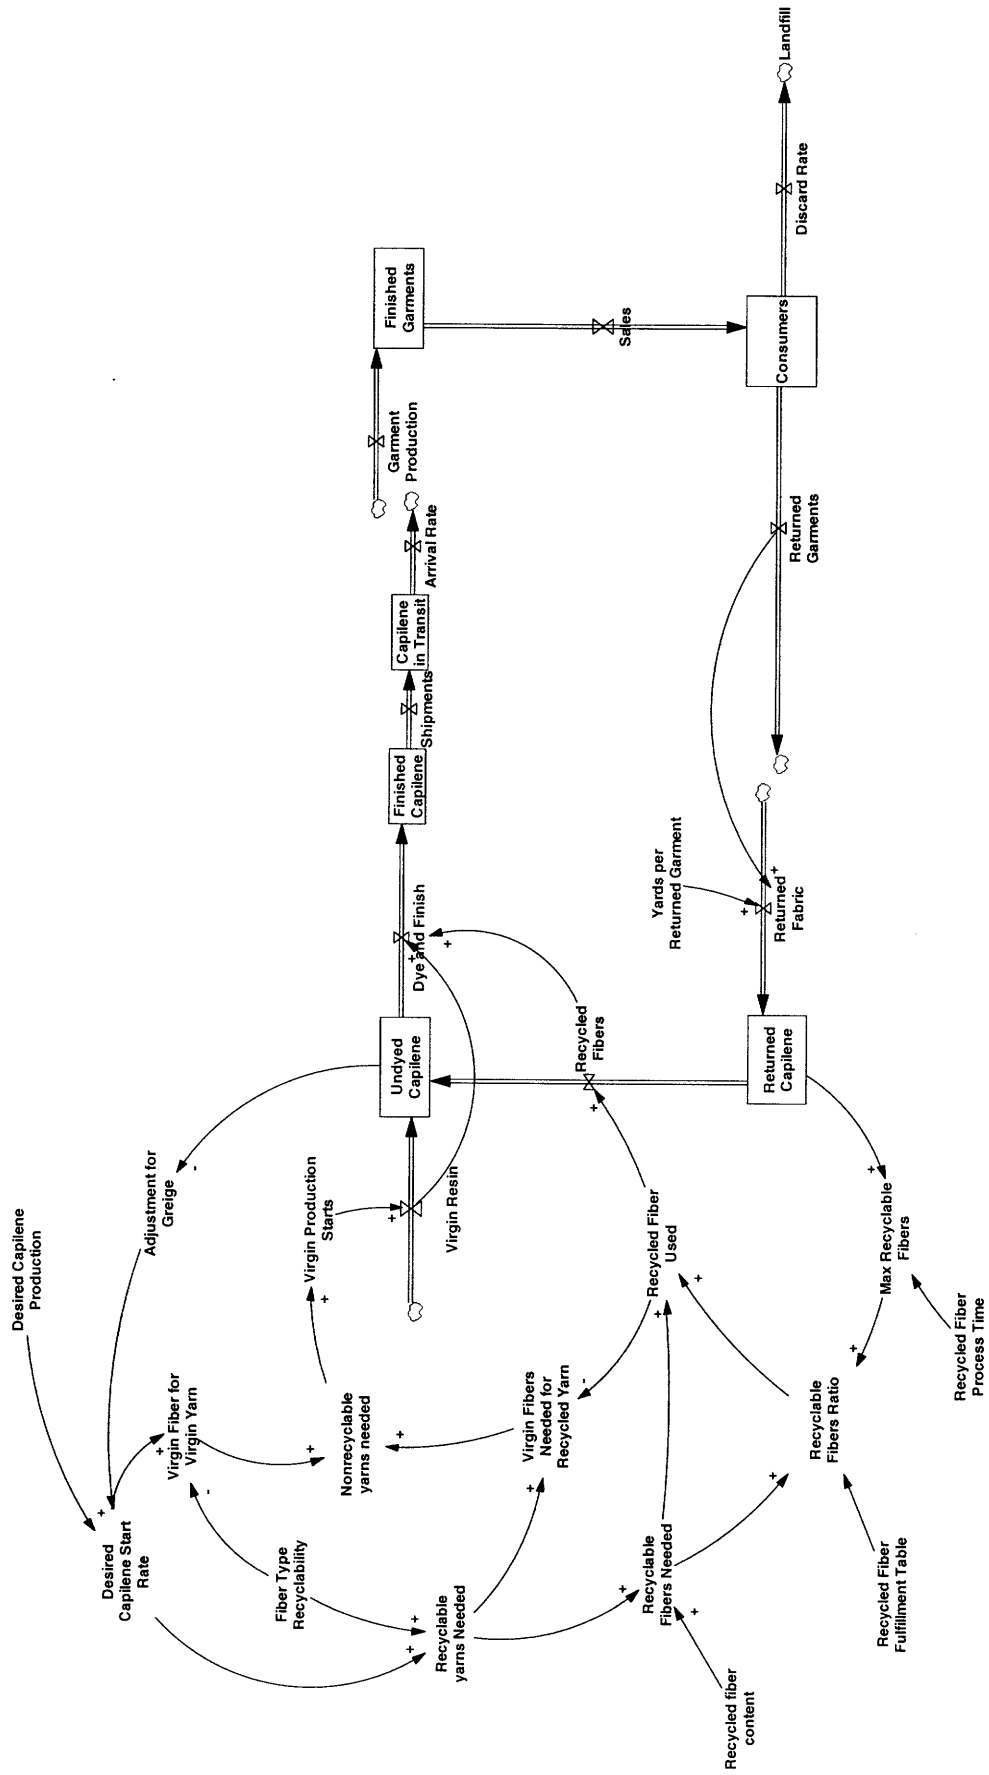 Desired Capilene
Production
Adjustment for
Greige
-
Desired
Capilene Start
Rate
+
Virgin Fiber for
Virgin Yarn
+
-
Fiber Type
Recyclability
Virgin Production
Starts
+
Nonrecyclable
yarns needed
+
+
Undyed
Capilene
Virgin Resin
+
Dye and Finish
+
+
Finished
Capilene
Shipments
Capilene
in Transit
Arrival Rate
Garment
Production
Finished
Garments
Sales
Recyclable
yarns Needed
+
+
Virgin Fibers
Needed for
Recycled Yarn
+
-
Recycled
Fibers
+
Recycled Fiber
Used
+
+
Recyclable
Fibers Needed
+
+
Recycled fiber
content
Yards per
Returned Garment
+
Returned
Fabric
+
Returned
Capilene
Returned
Garments
Consumers
Discard Rate
Landfill
Recyclable
Fibers Ratio
+
+
Max Recyclable
Fibers
+
Recycled Fiber
Fulfillment Table
Recycled Fiber
Process Time